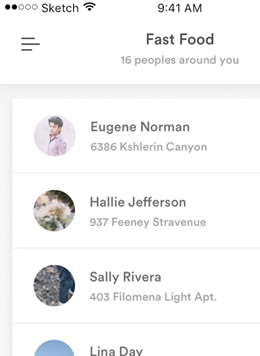 Sketch 9:41 AM
Fast Food
16 peoples around you
Eugene Norman
6386 Kshlerin Canyon
Hallie Jefferson
937 Feeney Stravenue
Sally Rivera
403 Filomena Light Apt.
Lina Day